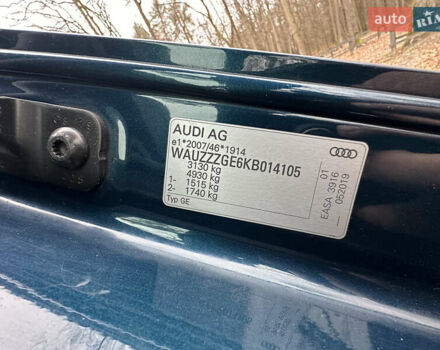 AUTO RIA
AUDI AG
e1*2007/46*1914
WAUZZZGE6KB014105
3130 kg
4930 kg
1- 1515 kg
2- 1740 kg
Typ GE
EASA 3916 01
052019